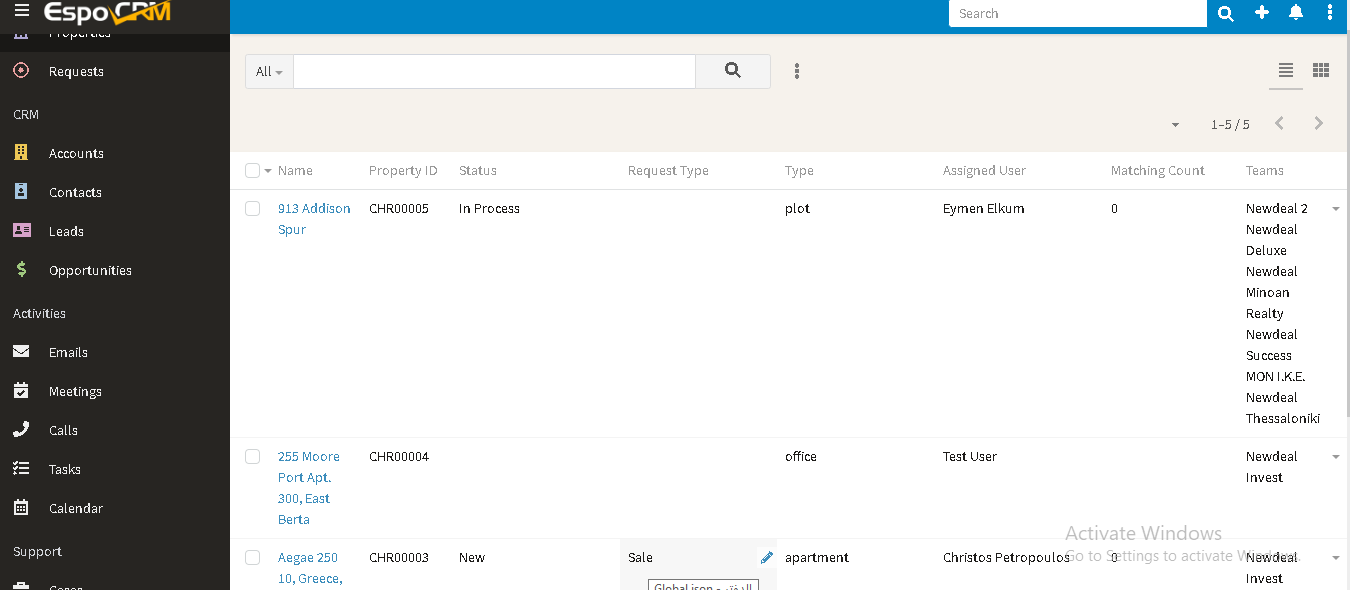 EspoCRM
Search
Properties
Requests
CRM
Accounts
Contacts
Leads
Opportunities
Activities
Emails
Meetings
Calls
Tasks
Calendar
Support
Cases
All
1–5 / 5
Name Property ID Status Request Type Type Assigned User Matching Count Teams
913 Addison CHR00005 In Process plot Eymen Elkum 0 Newdeal 2
Spur Newdeal
Deluxe
Newdeal
Minoan
Realty
Newdeal
Success
MON I.K.E.
Newdeal
Thessaloniki
255 Moore CHR00004 office Test User Newdeal
Port Apt. Invest
300, East
Berta
Activate Windows
Go to Settings to activate Windows.
Aegae 250 CHR00003 New Sale apartment Christos Petropoulos 0 Newdeal
10, Greece, Invest
Global.json - الدفتر